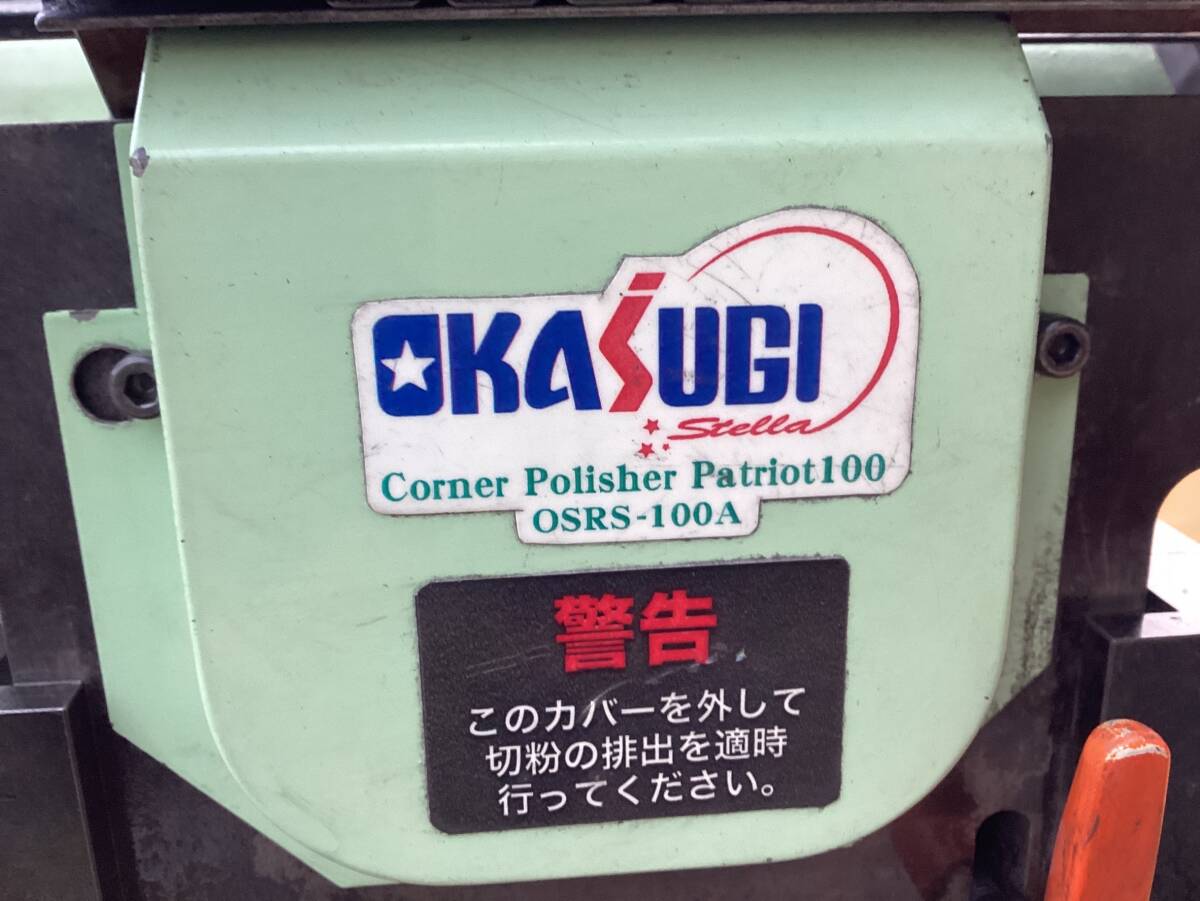 OKASUGI
Stella
Corner Polisher Patriot100
OSRS-100A
警告
このカバーを外して
切粉の排出を適時
行ってください。